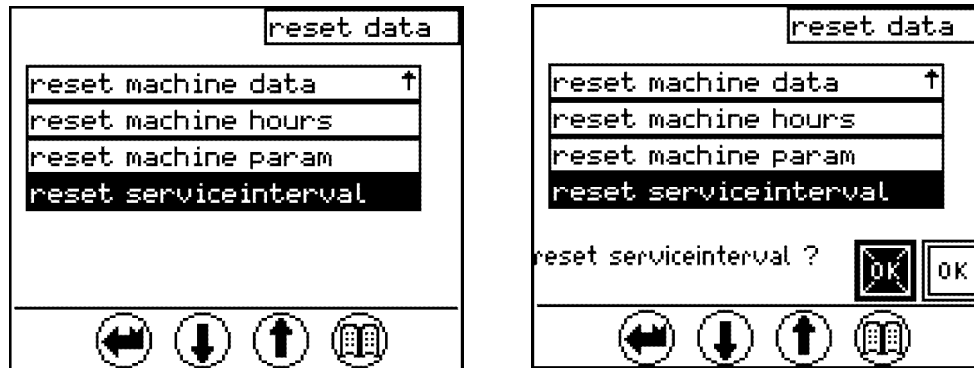 reset data
reset machine data ↑
reset machine hours
reset machine param
reset serviceinterval
reset data
reset machine data ↑
reset machine hours
reset machine param
reset serviceinterval
reset serviceinterval ? OK OK